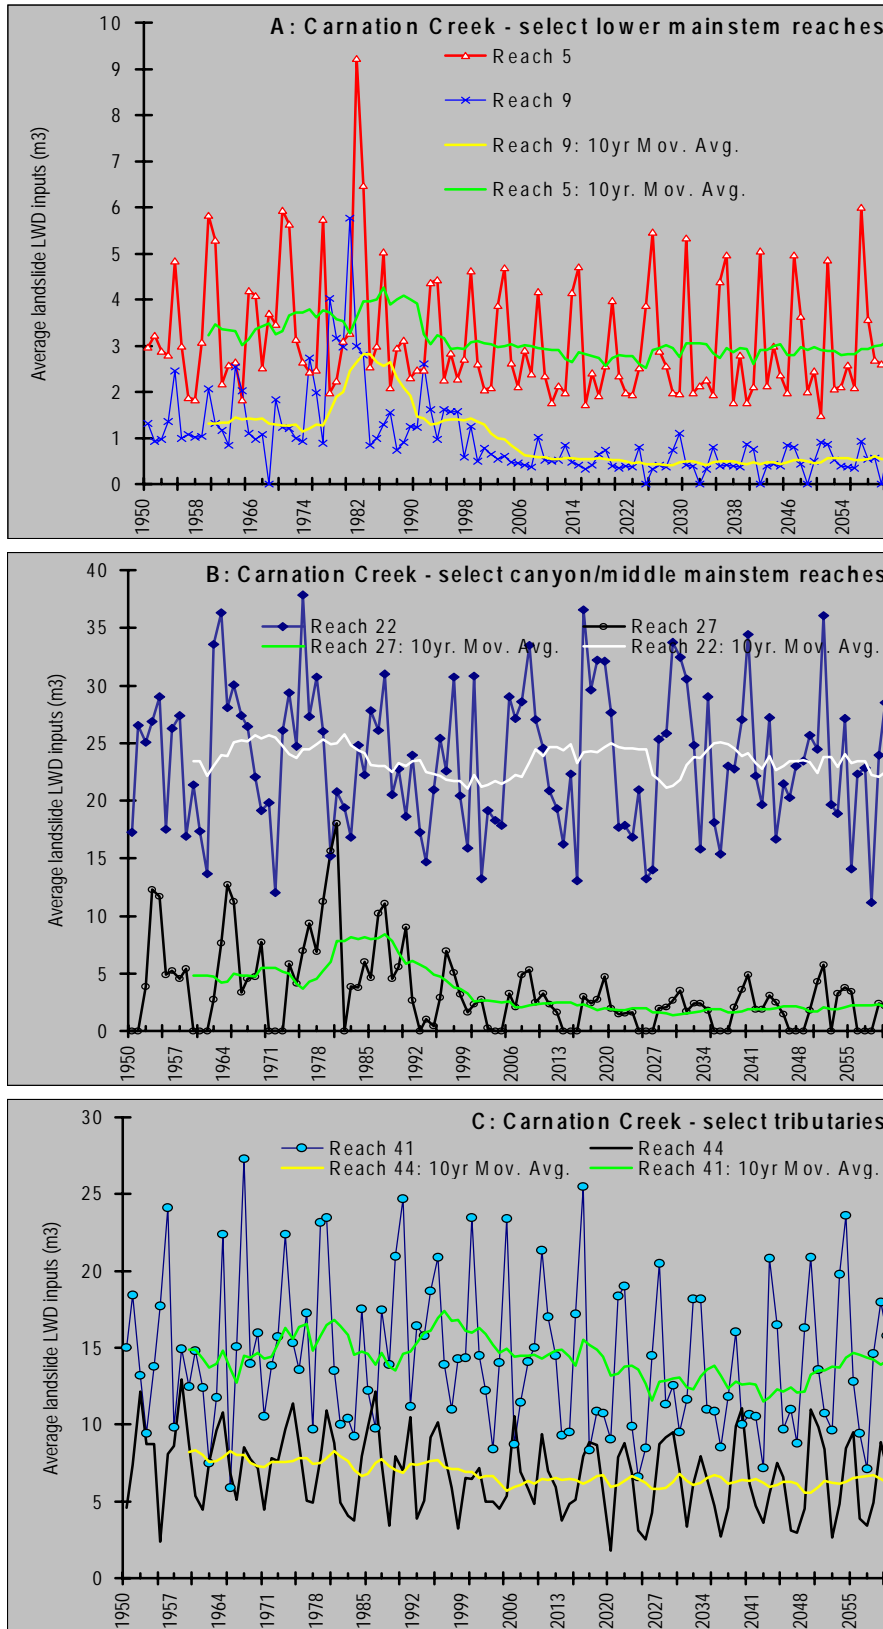 A: Carnation Creek - select lower mainstem reaches
Average landslide LWD inputs (m3)
10
9
8
7
6
5
4
3
2
1
0
Reach 5
Reach 9
Reach 9: 10yr Mov. Avg.
Reach 5: 10yr. Mov. Avg.
1950 1958 1966 1974 1982 1990 1998 2006 2014 2022 2030 2038 2046 2054
B: Carnation Creek - select canyon/middle mainstem reaches
Average landslide LWD inputs (m3)
40
35
30
25
20
15
10
5
0
Reach 22 Reach 27
Reach 27: 10yr. Mov. Avg. Reach 22: 10yr. Mov. Avg.
1950 1957 1964 1971 1978 1985 1992 1999 2006 2013 2020 2027 2034 2041 2048 2055
C: Carnation Creek - select tributaries
Average landslide LWD inputs (m3)
30
25
20
15
10
5
0
Reach 41 Reach 44
Reach 44: 10yr Mov. Avg. Reach 41: 10yr Mov. Avg.
1950 1957 1964 1971 1978 1985 1992 1999 2006 2013 2020 2027 2034 2041 2048 2055